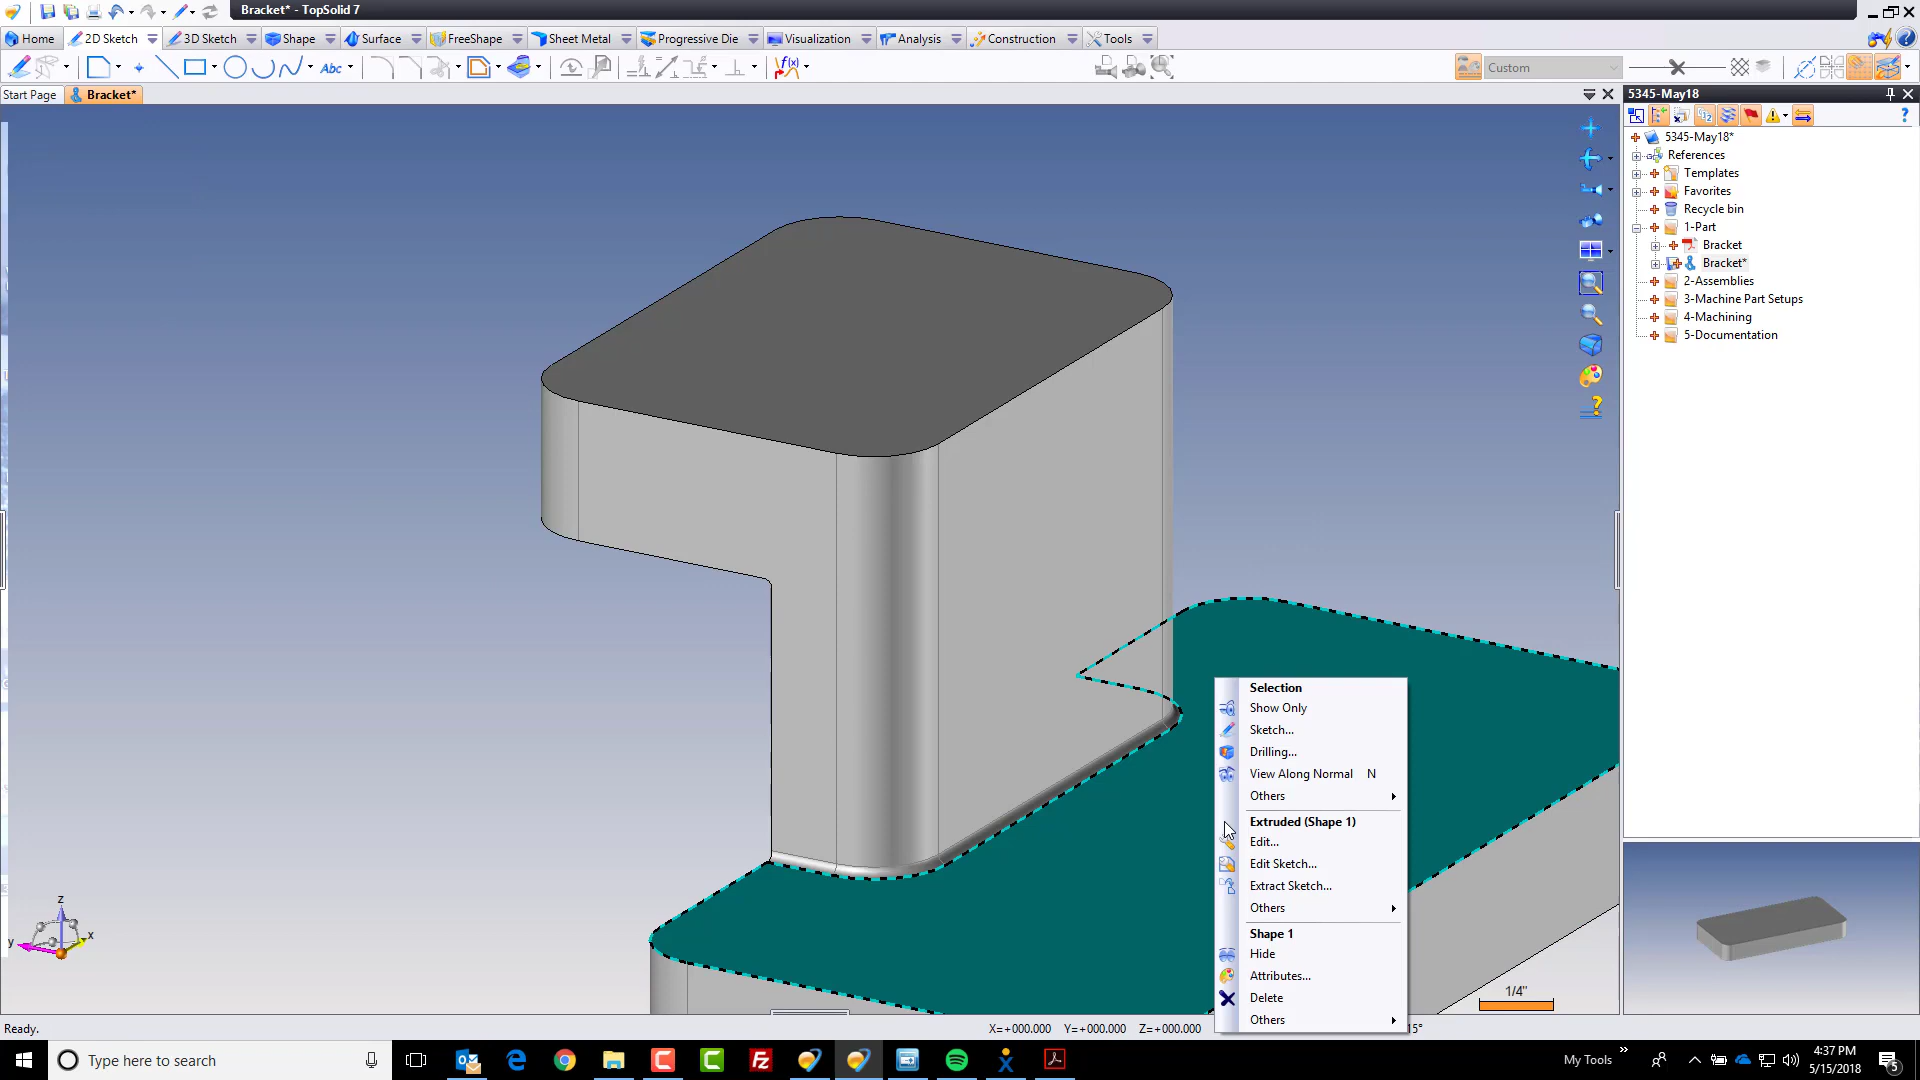 Bracket* - TopSolid 7
Home 2D Sketch 3D Sketch Shape Surface FreeShape Sheet Metal Progressive Die Visualization Analysis Construction Tools
Abc f(x) Custom
Start Page Bracket*
5345-May18
5345-May18*
References
Templates
Favorites
Recycle bin
1-Part
Bracket
Bracket*
2-Assemblies
3-Machine Part Setups
4-Machining
5-Documentation
Selection
Show Only
Sketch...
Drilling...
View Along Normal N
Others
Extruded (Shape 1)
Edit...
Edit Sketch...
Extract Sketch...
Others
Shape 1
Hide
Attributes...
Delete
Others
z
y
x
1/4"
Ready.
X=+000.000 Y=+000.000 Z=+000.000
15°
Type here to search
My Tools
4:37 PM
5/15/2018
5